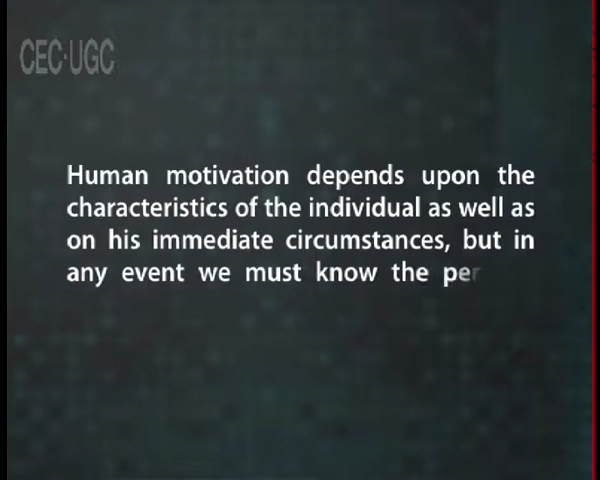 CEC-UGC
Human motivation depends upon the
characteristics of the individual as well as
on his immediate circumstances, but in
any event we must know the per